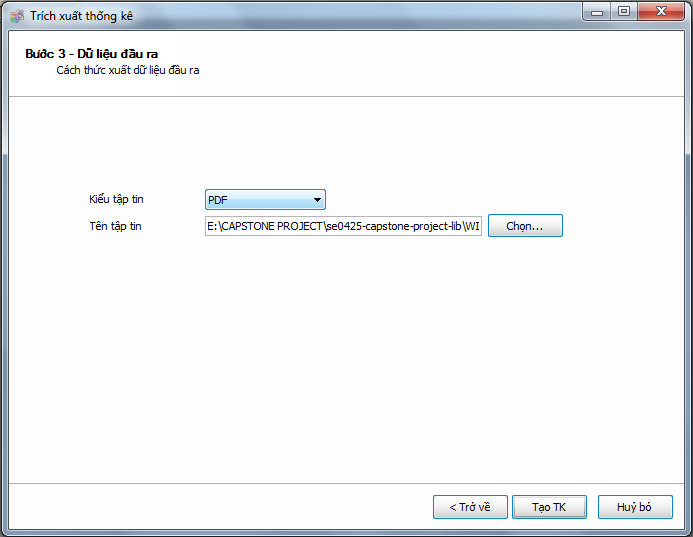 Trích xuất thống kê
Bước 3 - Dữ liệu đầu ra
Cách thức xuất dữ liệu đầu ra
Kiểu tập tin
PDF
Tên tập tin
E:\CAPSTONE PROJECT\se0425-capstone-project-lib\WI
Chọn...
< Trở về
Tạo TK
Huỷ bỏ